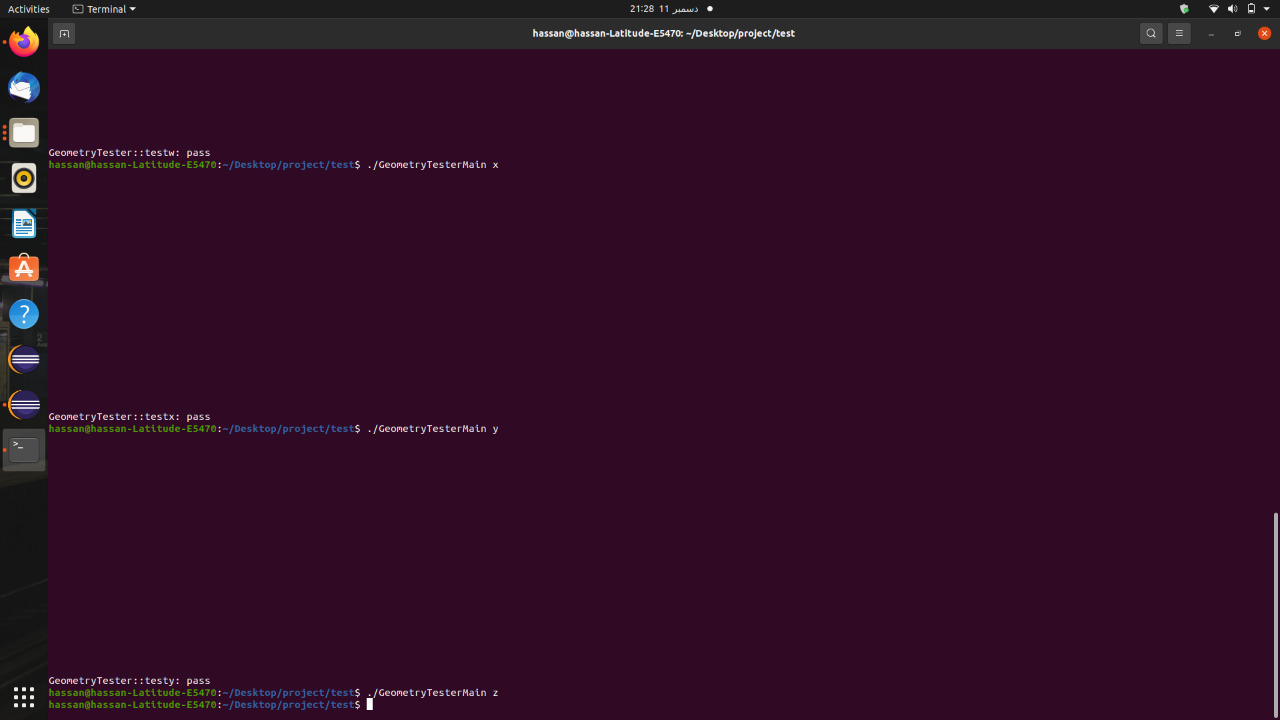 Activities
Terminal
21:28 11 دسمبر
hassan@hassan-Latitude-E5470: ~/Desktop/project/test
GeometryTester::testw: pass
hassan@hassan-Latitude-E5470:~/Desktop/project/test$ ./GeometryTesterMain x
GeometryTester::testx: pass
hassan@hassan-Latitude-E5470:~/Desktop/project/test$ ./GeometryTesterMain y
GeometryTester::testy: pass
hassan@hassan-Latitude-E5470:~/Desktop/project/test$ ./GeometryTesterMain z
hassan@hassan-Latitude-E5470:~/Desktop/project/test$